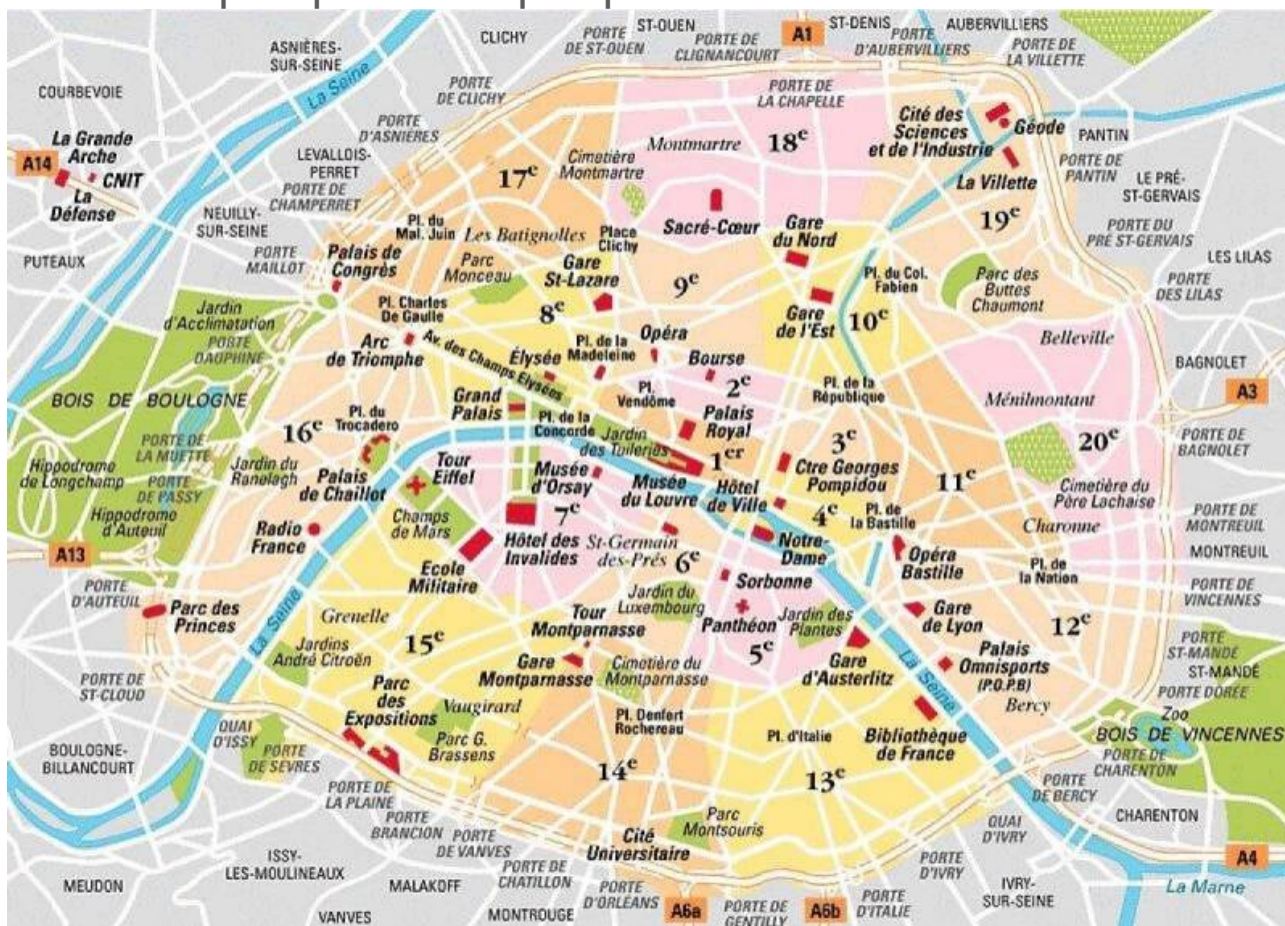 ST-OUEN
ST-DENIS
AUBERVILLIERS
CLICHY
PORTE
DE ST-OUEN
PORTE DE
CLIGNANCOURT
A1
PORTE
D'AUBERVILLIERS
PORTE DE
LA VILLETTE
ASNIÈRES-
SUR-SEINE
La Seine
PORTE
DE CLICHY
PORTE DE
LA CHAPELLE
COURBEVOIE
PORTE
D'ASNIÈRES
Cité des
Sciences
et de l'Industrie
Géode
PANTIN
La Grande
Arche
A14
CNIT
La
Défense
LEVALLOIS-
PERRET
PORTE DE
CHAMPERRET
17e
Cimetière
Montmartre
Montmartre
18e
La Villette
PORTE DE
PANTIN
LE PRÉ-
ST-GERVAIS
NEUILLY-
SUR-SEINE
Pl. du
Mal. Juin
Les Batignolles
Place
Clichy
Sacré-Cœur
Gare
du Nord
19e
PORTE DU
PRÉ ST-GERVAIS
PUTEAUX
PORTE
MAILLOT
Palais de
Congrès
Parc
Monceau
Gare
St-Lazare
9e
Pl. du Col.
Fabien
Parc des
Buttes
Chaumont
LES LILAS
PORTE
DES LILAS
Jardin
d'Acclimatation
Pl. Charles
De Gaulle
8e
Gare
de l'Est
10e
PORTE
DAUPHINE
Arc
de Triomphe
Av. des Champs Élysées
Élysée
Pl. de la
Madeleine
Opéra
Bourse
Belleville
BAGNOLET
A3
BOIS DE BOULOGNE
Grand
Palais
Pl.
Vendôme
2e
Pl. de la
République
Ménilmontant
16e
Pl. du
Trocadero
Pl. de la
Concorde
Jardin
des Tuileries
Palais
Royal
1er
3e
20e
PORTE DE
LA MUETTE
PORTE DE
BAGNOLET
Hippodrome
de Longchamp
Jardin du
Ranelagh
PORTE
DE PASSY
Palais
de Chaillot
Tour
Eiffel
Musée
d'Orsay
Musée
du Louvre
Hôtel
de Ville
Ctre Georges
Pompidou
11e
Cimetière du
Père Lachaise
Hippodrome
d'Auteuil
Radio
France
Champs
de Mars
7e
Hôtel des
Invalides
St-Germain
des-Prés
6e
4e
Pl. de
la Bastille
Charonne
PORTE DE
MONTREUIL
A13
Ecole
Militaire
Notre-
Dame
Opéra
Bastille
Pl. de
la Nation
MONTREUIL
PORTE
D'AUTEUIL
Sorbonne
PORTE DE
VINCENNES
Parc des
Princes
La Seine
Grenelle
15e
Tour
Montparnasse
Jardin du
Luxembourg
Panthéon
Jardin des
Plantes
Gare
de Lyon
12e
Jardins
André Citroën
Gare
Montparnasse
Cimetière du
Montparnasse
5e
Gare
d'Austerlitz
La Seine
Palais
Omnisports
(P.O.P.B)
PORTE
ST-MANDÉ
ST-MANDÉ
PORTE DE
ST-CLOUD
Parc
des
Expositions
Vaugirard
Pl. Denfert
Rochereau
Bercy
PORTE DORÉE
Zoo
BOIS DE VINCENNES
QUAI
D'ISSY
PORTE
DE SEVRES
Parc G.
Brassens
Pl. d'Italie
Bibliothèque
de France
BOULOGNE-
BILLANCOURT
14e
13e
PORTE DE
CHARENTON
PORTE
DE BERCY
PORTE DE
LA PLAINE
PORTE
BRANCION
Parc
Montsouris
CHARENTON
QUAI
D'IVRY
PORTE
DE VANVES
Cité
Universitaire
ISSY-
LES-MOULINEAUX
PORTE DE
CHATILLON
A4
MEUDON
MALAKOFF
PORTE
D'ORLÉANS
PORTE
D'IVRY
IVRY-
SUR-SEINE
La Marne
VANVES
MONTROUGE
A6a
PORTE DE
GENTILLY
A6b
PORTE
D'ITALIE